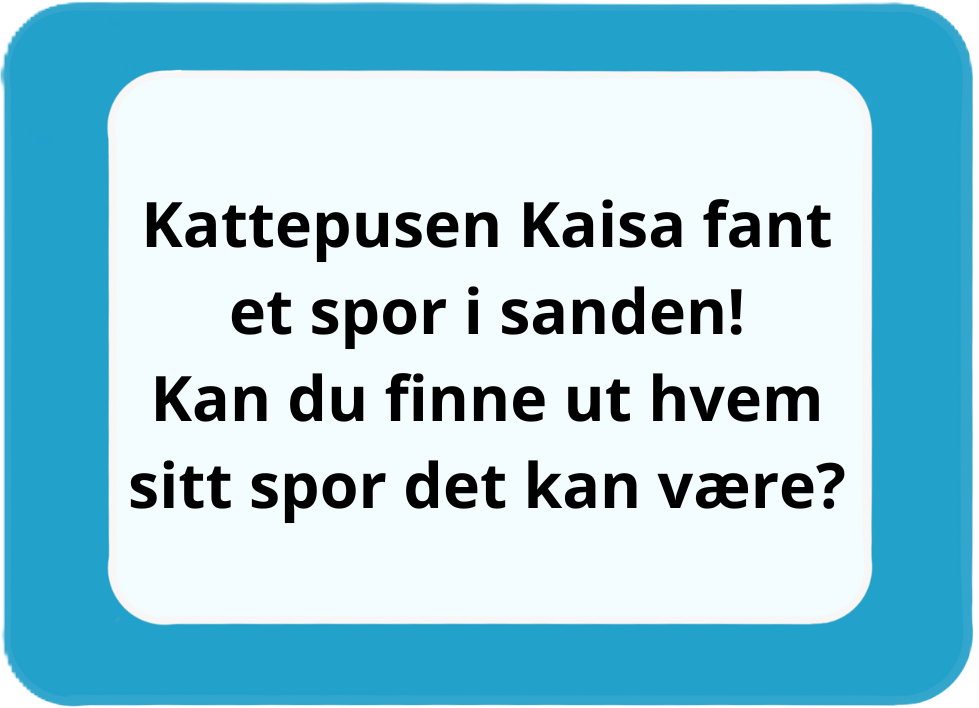 Kattepusen Kaisa fant
et spor i sanden!
Kan du finne ut hvem
sitt spor det kan være?